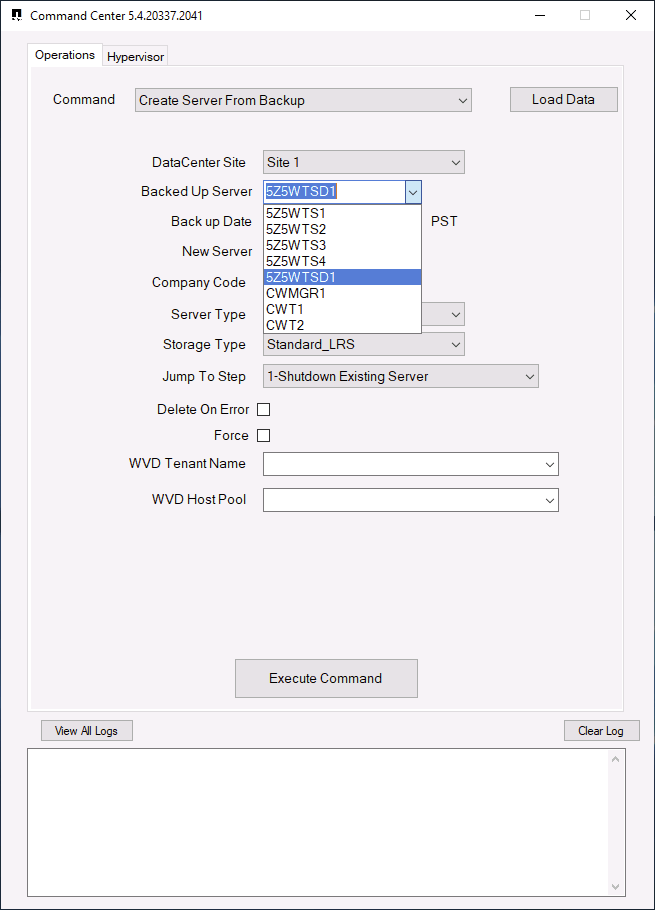 Command Center 5.4.20337.2041
Operations Hypervisor
Command Create Server From Backup Load Data
DataCenter Site Site 1
Backed Up Server 5Z5WTSD1
Back up Date PST
New Server
Company Code
Server Type
5Z5WTS1
5Z5WTS2
5Z5WTS3
5Z5WTS4
5Z5WTSD1
CWMGR1
CWT1
CWT2
Storage Type Standard_LRS
Jump To Step 1-Shutdown Existing Server
Delete On Error
Force
WVD Tenant Name
WVD Host Pool
Execute Command
View All Logs Clear Log